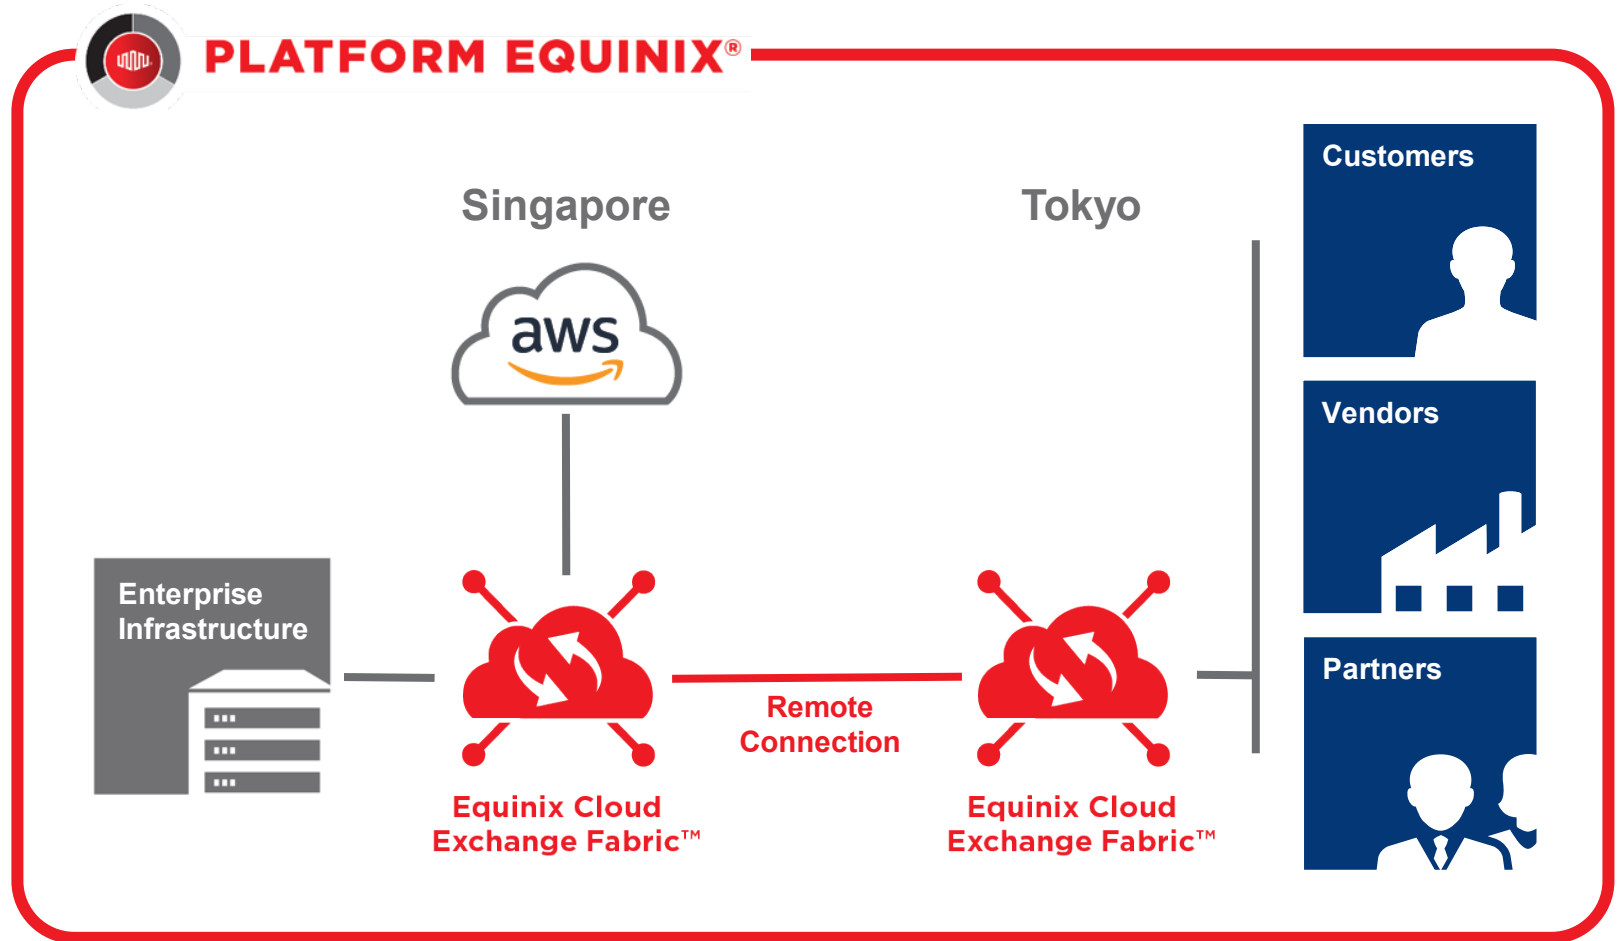 PLATFORM EQUINIX®
Singapore
Tokyo
aws
Customers
Vendors
Enterprise
Infrastructure
Partners
Remote
Connection
Equinix Cloud
Exchange Fabric™
Equinix Cloud
Exchange Fabric™